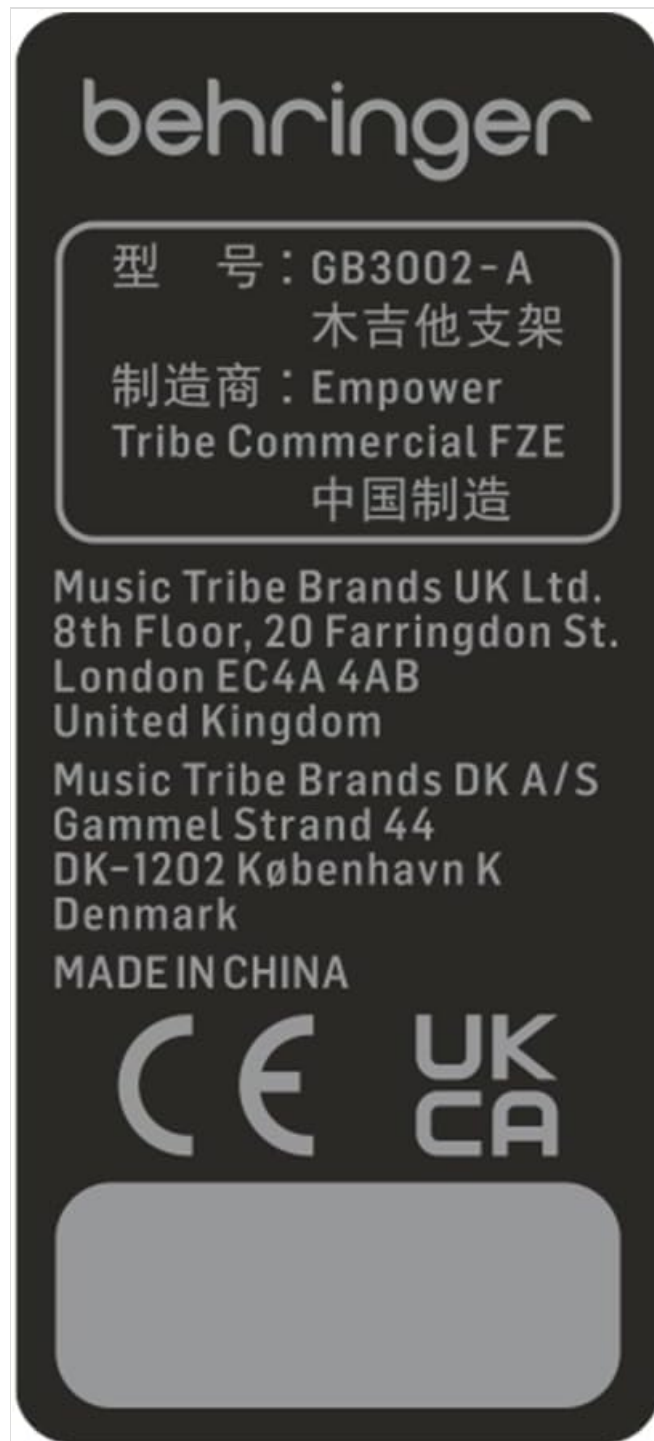 behringer
型 号：GB3002-A
木吉他支架
制造商：Empower
Tribe Commercial FZE
中国制造
Music Tribe Brands UK Ltd.
8th Floor, 20 Farringdon St.
London EC4A 4AB
United Kingdom
Music Tribe Brands DK A/S
Gammel Strand 44
DK-1202 København K
Denmark
MADE IN CHINA
CE
UK
CA